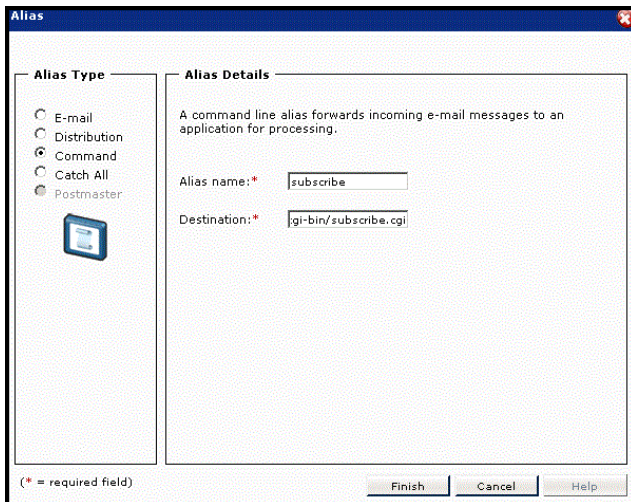 Alias
Alias Type
E-mail
Distribution
Command
Catch All
Postmaster
Alias Details
A command line alias forwards incoming e-mail messages to an
application for processing.
Alias name:* subscribe
Destination:* :gi-bin/subscribe.cgi
(* = required field)
Finish
Cancel
Help